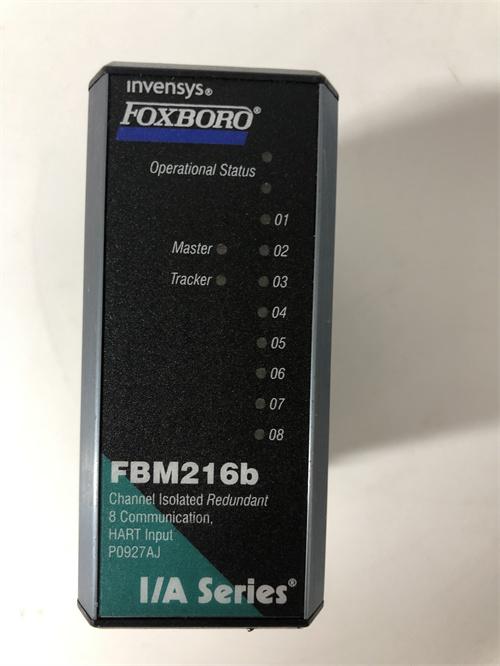 invensys®
FOXBORO®
Operational Status
01
Master 02
Tracker 03
04
05
06
07
08
FBM216b
Channel Isolated Redundant
8 Communication,
HART Input
P0927AJ
I/A Series®